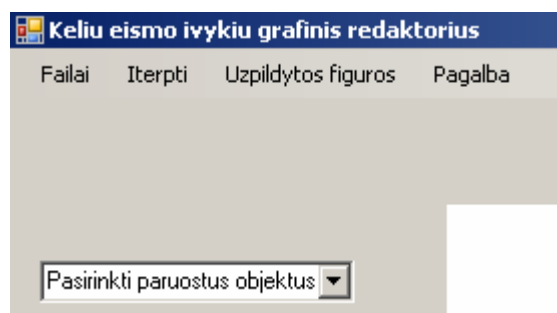 Keliu eismo ivykiu grafinis redaktorius
Failai Iterpti Uzpildytos figuros Pagalba
Pasirinkti paruostus objektus